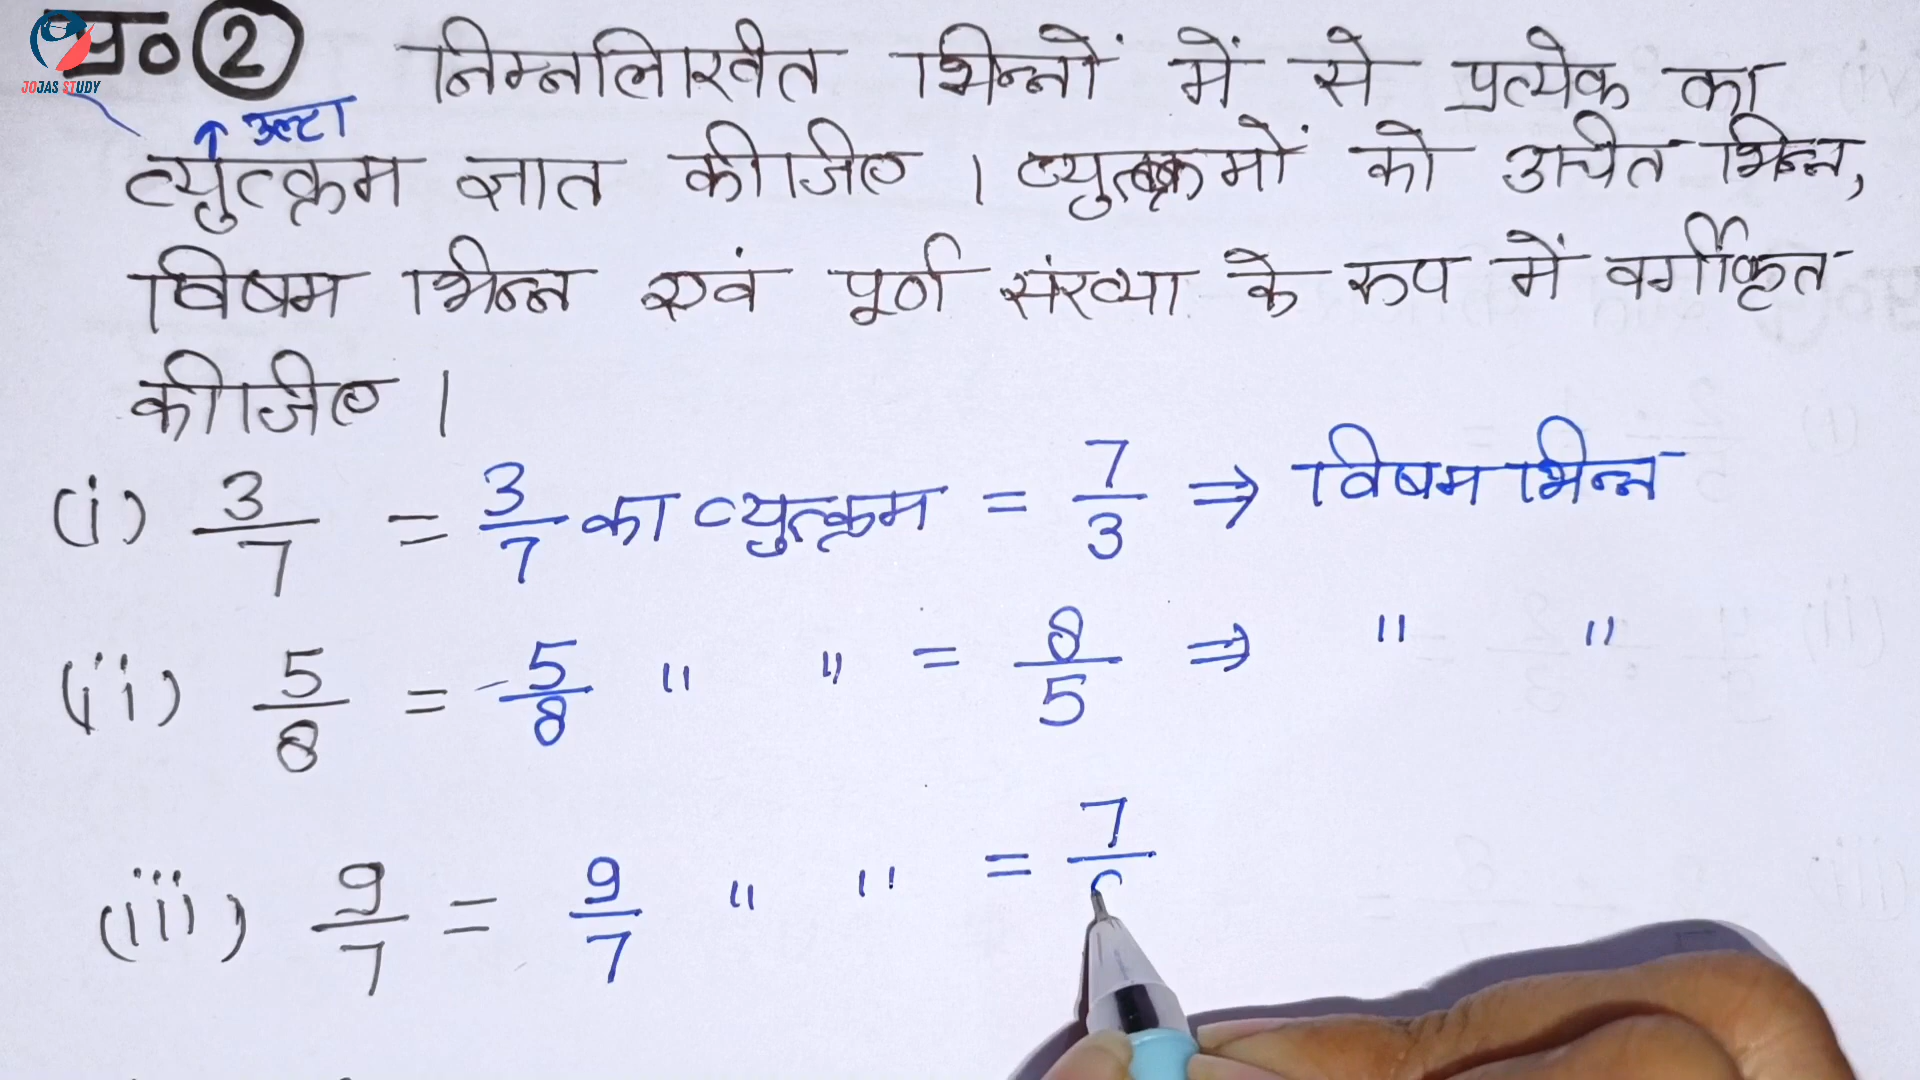 प्र० 2 निम्नलिखित भिन्नों में से प्रत्येक का
JOJAS STUDY
↑ उल्टा
व्युत्क्रम ज्ञात कीजिए । व्युत्क्रमों को उचित भिन्न,
विषम भिन्न एवं पूर्ण संख्या के रूप में वर्गीकृत
कीजिए ।
(i) 3/7 = 3/7 का व्युत्क्रम = 7/3 ⇒ विषम भिन्न
(ii) 5/8 = 5/8 " " = 8/5 ⇒ " "
(iii) 9/7 = 9/7 " " = 7/